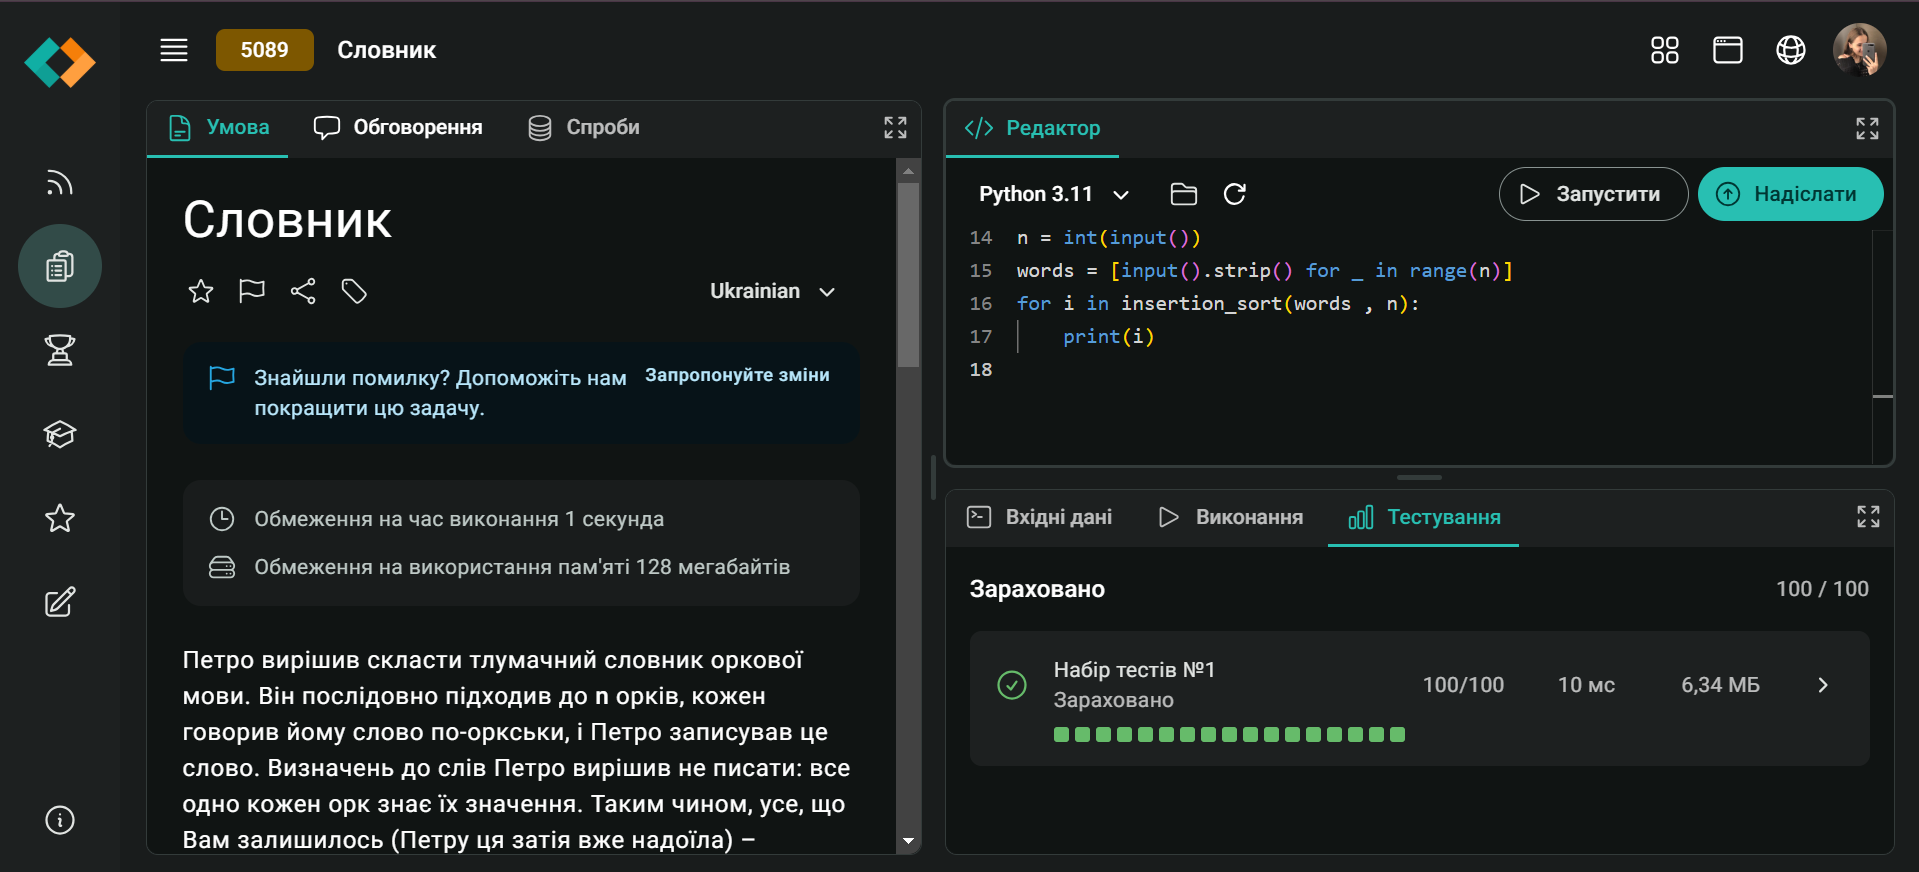 5089
Словник
Умова
Обговорення
Спроби
Словник
Ukrainian
Знайшли помилку? Допоможіть нам
покращити цю задачу.
Запропонуйте зміни
Обмеження на час виконання 1 секунда
Обмеження на використання пам'яті 128 мегабайтів
Петро вирішив скласти тлумачний словник оркової
мови. Він послідовно підходив до n орків, кожен
говорив йому слово по-оркськи, і Петро записував це
слово. Визначень до слів Петро вирішив не писати: все
одно кожен орк знає їх значення. Таким чином, усе, що
Вам залишилось (Петру ця затія вже надоїла) –
Редактор
Python 3.11
Запустити
Надіслати
14 n = int(input())
15 words = [input().strip() for _ in range(n)]
16 for i in insertion_sort(words , n):
17 print(i)
18
Вхідні дані
Виконання
Тестування
Зараховано
100 / 100
Набір тестів №1
Зараховано
100/100
10 мс
6,34 МБ